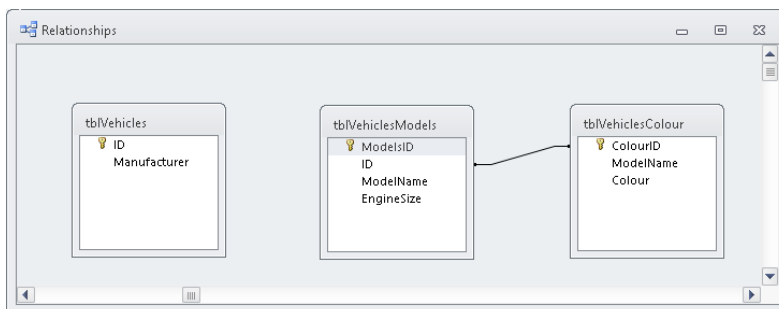 Relationships
tblVehicles
ID
Manufacturer
tblVehiclesModels
ModelsID
ID
ModelName
EngineSize
tblVehiclesColour
ColourID
ModelName
Colour